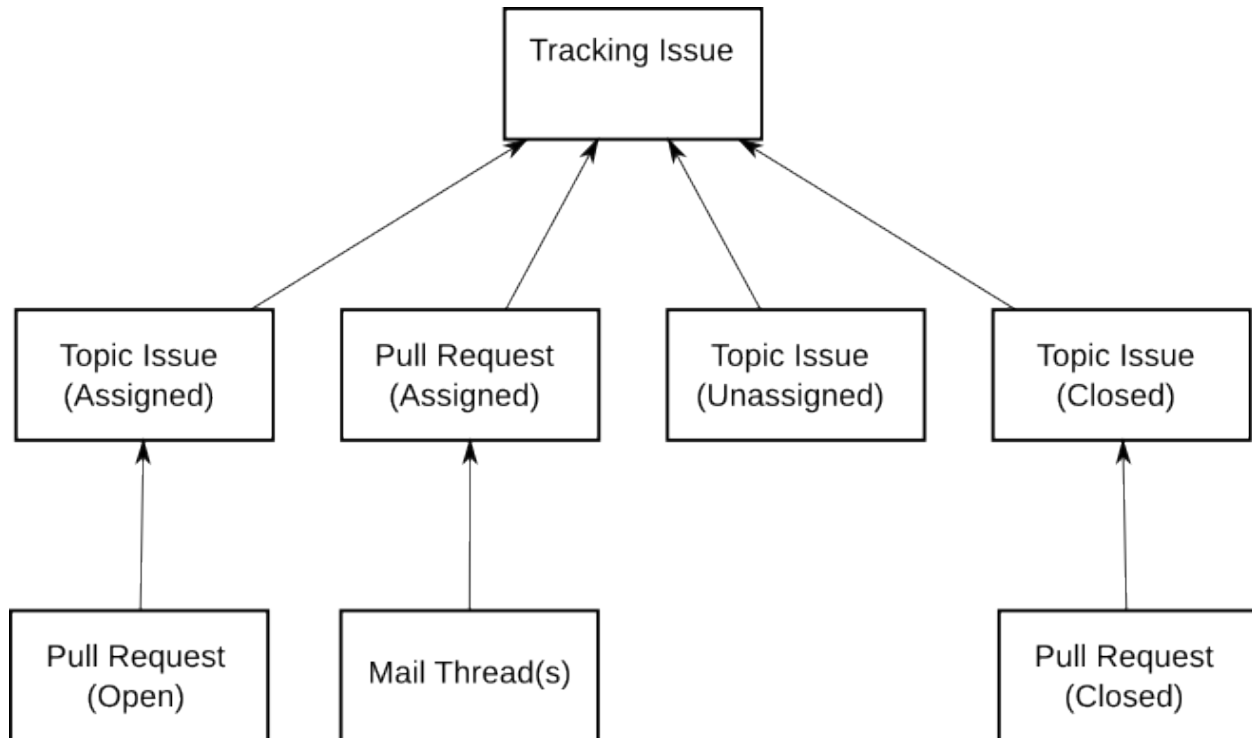 Tracking Issue
Topic Issue
(Assigned)
Pull Request
(Assigned)
Topic Issue
(Unassigned)
Topic Issue
(Closed)
Pull Request
(Open)
Mail Thread(s)
Pull Request
(Closed)